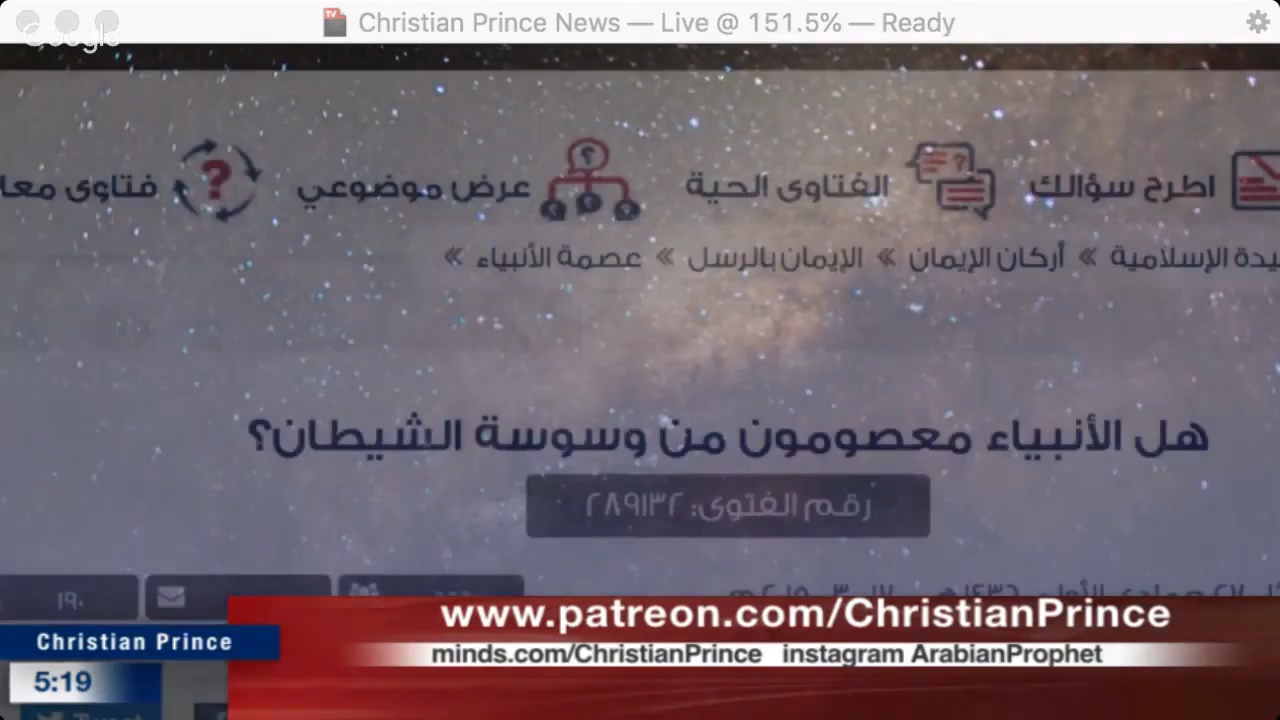 Christian Prince News — Live @ 151.5% — Ready
Google
اطرح سؤالك الفتاوى الحية عرض موضوعي فتاوى
الإسلامية » أركان الإيمان » الإيمان بالرسل » عصمة الأنبياء »
هل الأنبياء معصومون من وسوسة الشيطان؟
رقم الفتوى: ٢٨٩١٣٢
١٩٠
www.patreon.com/ChristianPrince
Christian Prince
minds.com/ChristianPrince instagram ArabianProphet
5:19
Tweet